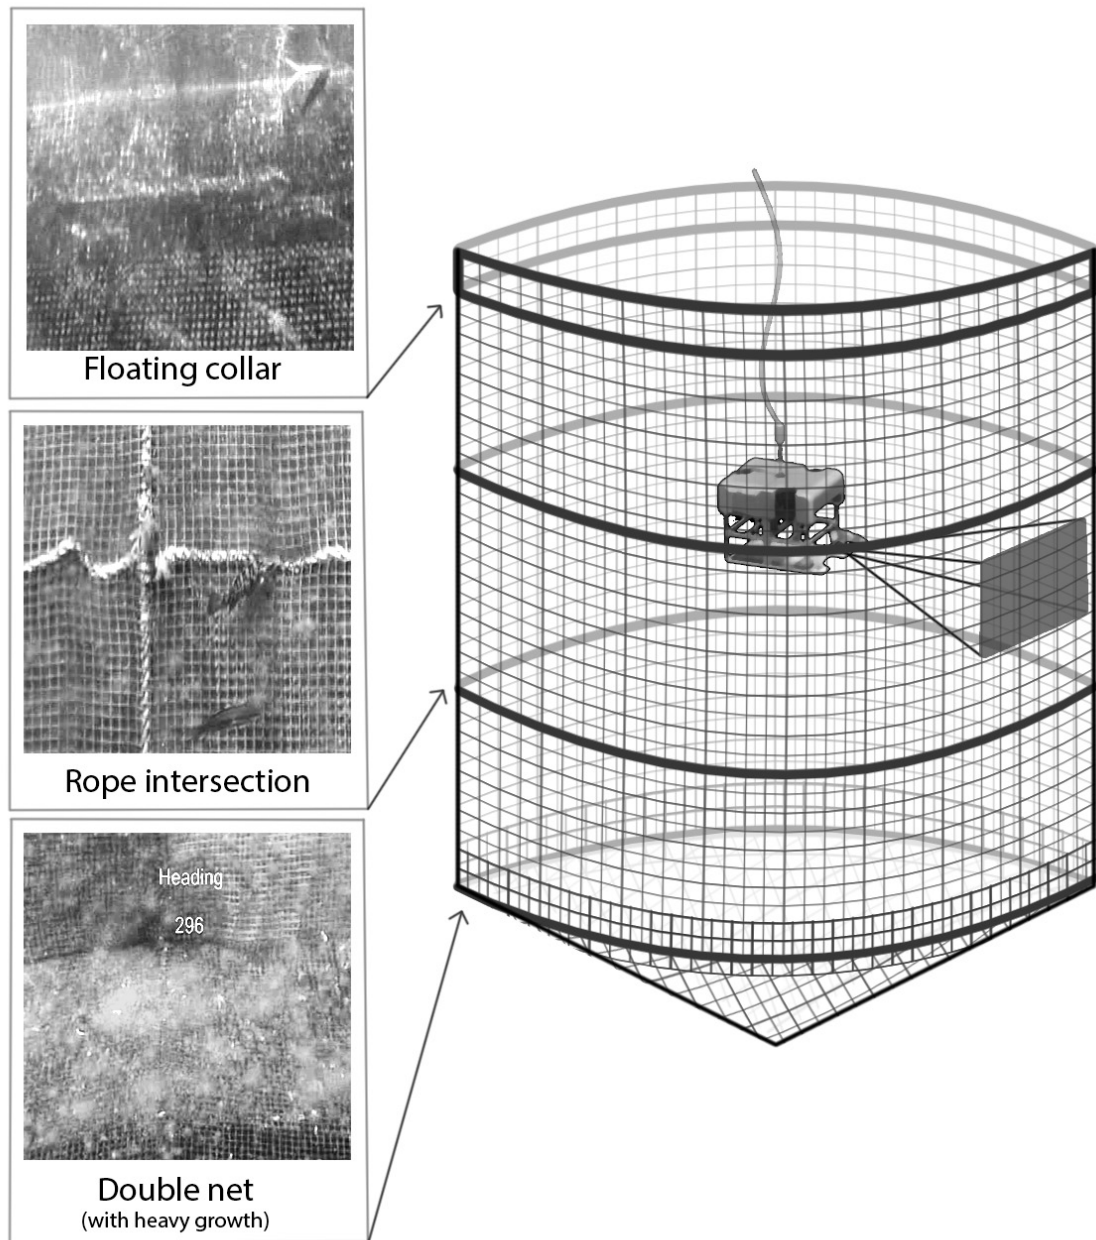 Floating collar
Rope intersection
Heading
296
Double net
(with heavy growth)